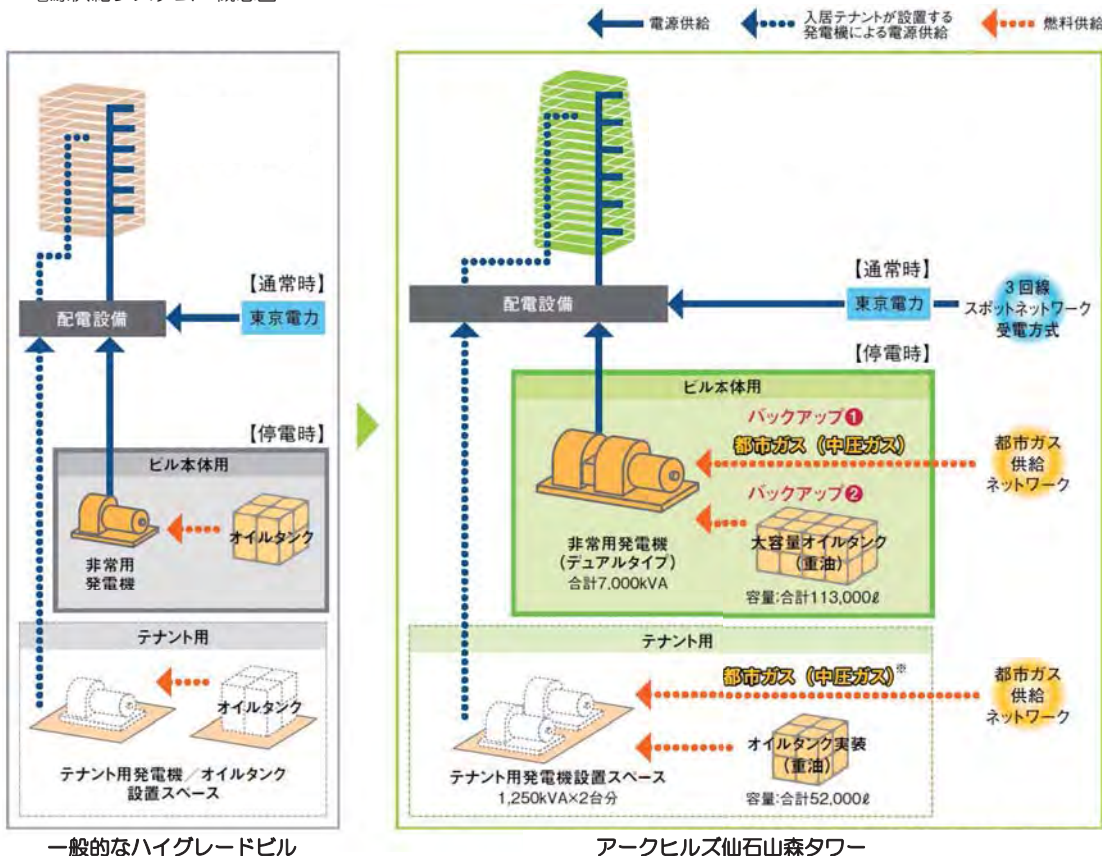 電源供給
入居テナントが設置する
発電機による電源供給
燃料供給
【通常時】
配電設備
東京電力
【停電時】
ビル本体用
オイルタンク
非常用
発電機
テナント用
オイルタンク
テナント用発電機／オイルタンク
設置スペース
一般的なハイグレードビル
【通常時】
配電設備
東京電力
3回線
スポットネットワーク
受電方式
【停電時】
ビル本体用
バックアップ❶
都市ガス（中圧ガス）
都市ガス
供給
ネットワーク
バックアップ❷
非常用発電機
（デュアルタイプ）
合計7,000kVA
大容量オイルタンク
（重油）
容量:合計113,000ℓ
テナント用
都市ガス（中圧ガス）※
都市ガス
供給
ネットワーク
オイルタンク実装
（重油）
テナント用発電機設置スペース
1,250kVA×2台分
容量:合計52,000ℓ
アークヒルズ仙石山森タワー